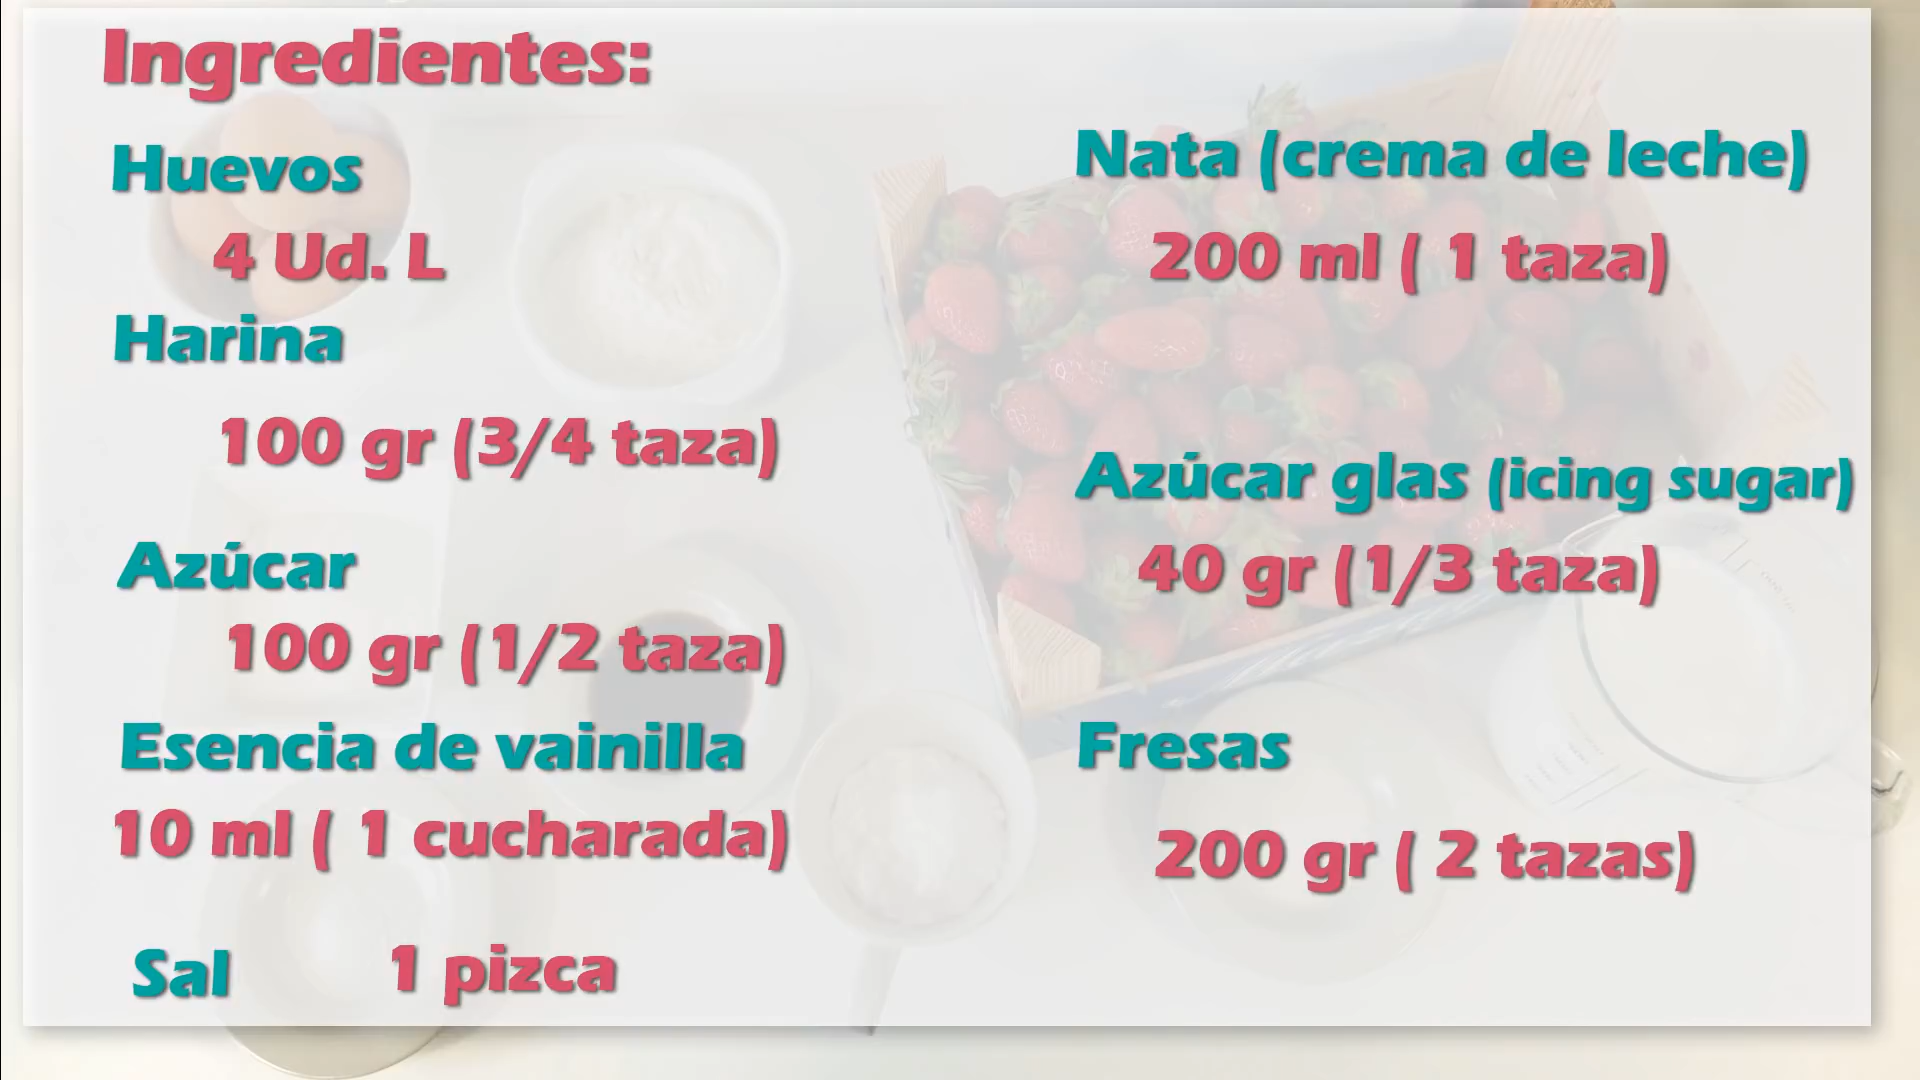 Ingredientes:
Huevos
4 Ud. L
Harina
100 gr (3/4 taza)
Azúcar
100 gr (1/2 taza)
Esencia de vainilla
10 ml ( 1 cucharada)
Sal 1 pizca
Nata (crema de leche)
200 ml ( 1 taza)
Azúcar glas (icing sugar)
40 gr (1/3 taza)
Fresas
200 gr ( 2 tazas)